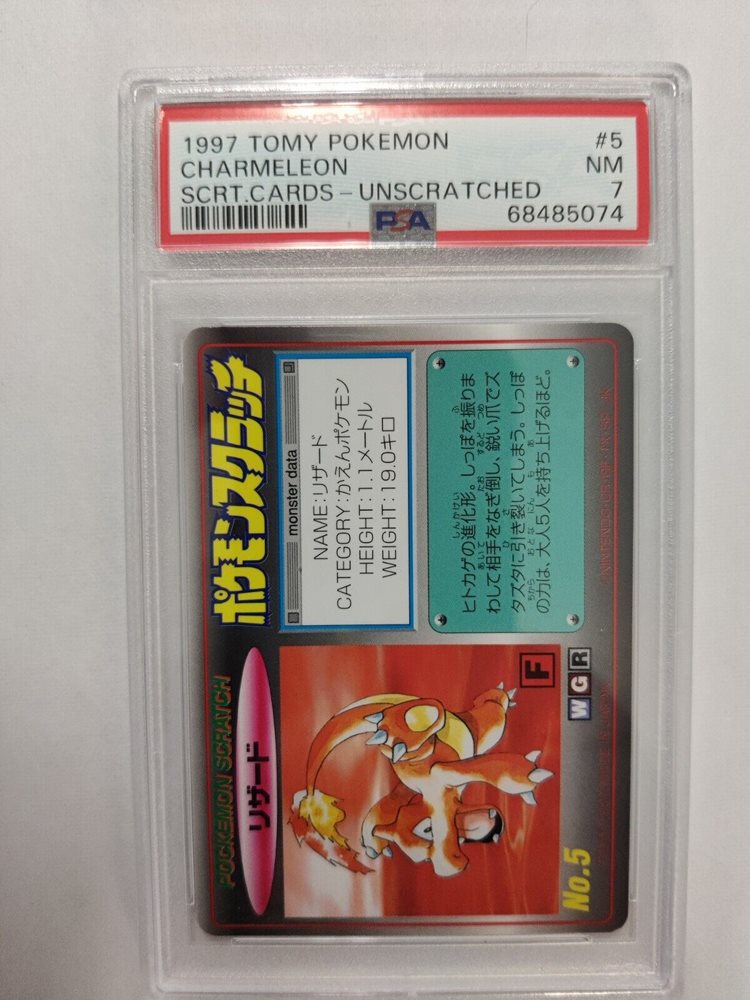 1997 TOMY POKEMON #5
CHARMELEON NM
SCRT.CARDS-UNSCRATCHED 7
PSA 68485074
ポケモンスクラッチ
POCKEMON SCRATCH
リザード
monster data
NAME:リザード
CATEGORY:かえんポケモン
HEIGHT:1.1メートル
WEIGHT:19.0キロ
ヒトカゲの進化形。しっぽを振りま
わして相手をなぎ倒し、鋭い爪でズ
タズタに引き裂いてしまう。しっぽ
の力は、大人5人を持ち上げるほど。
F
W G R
No.5